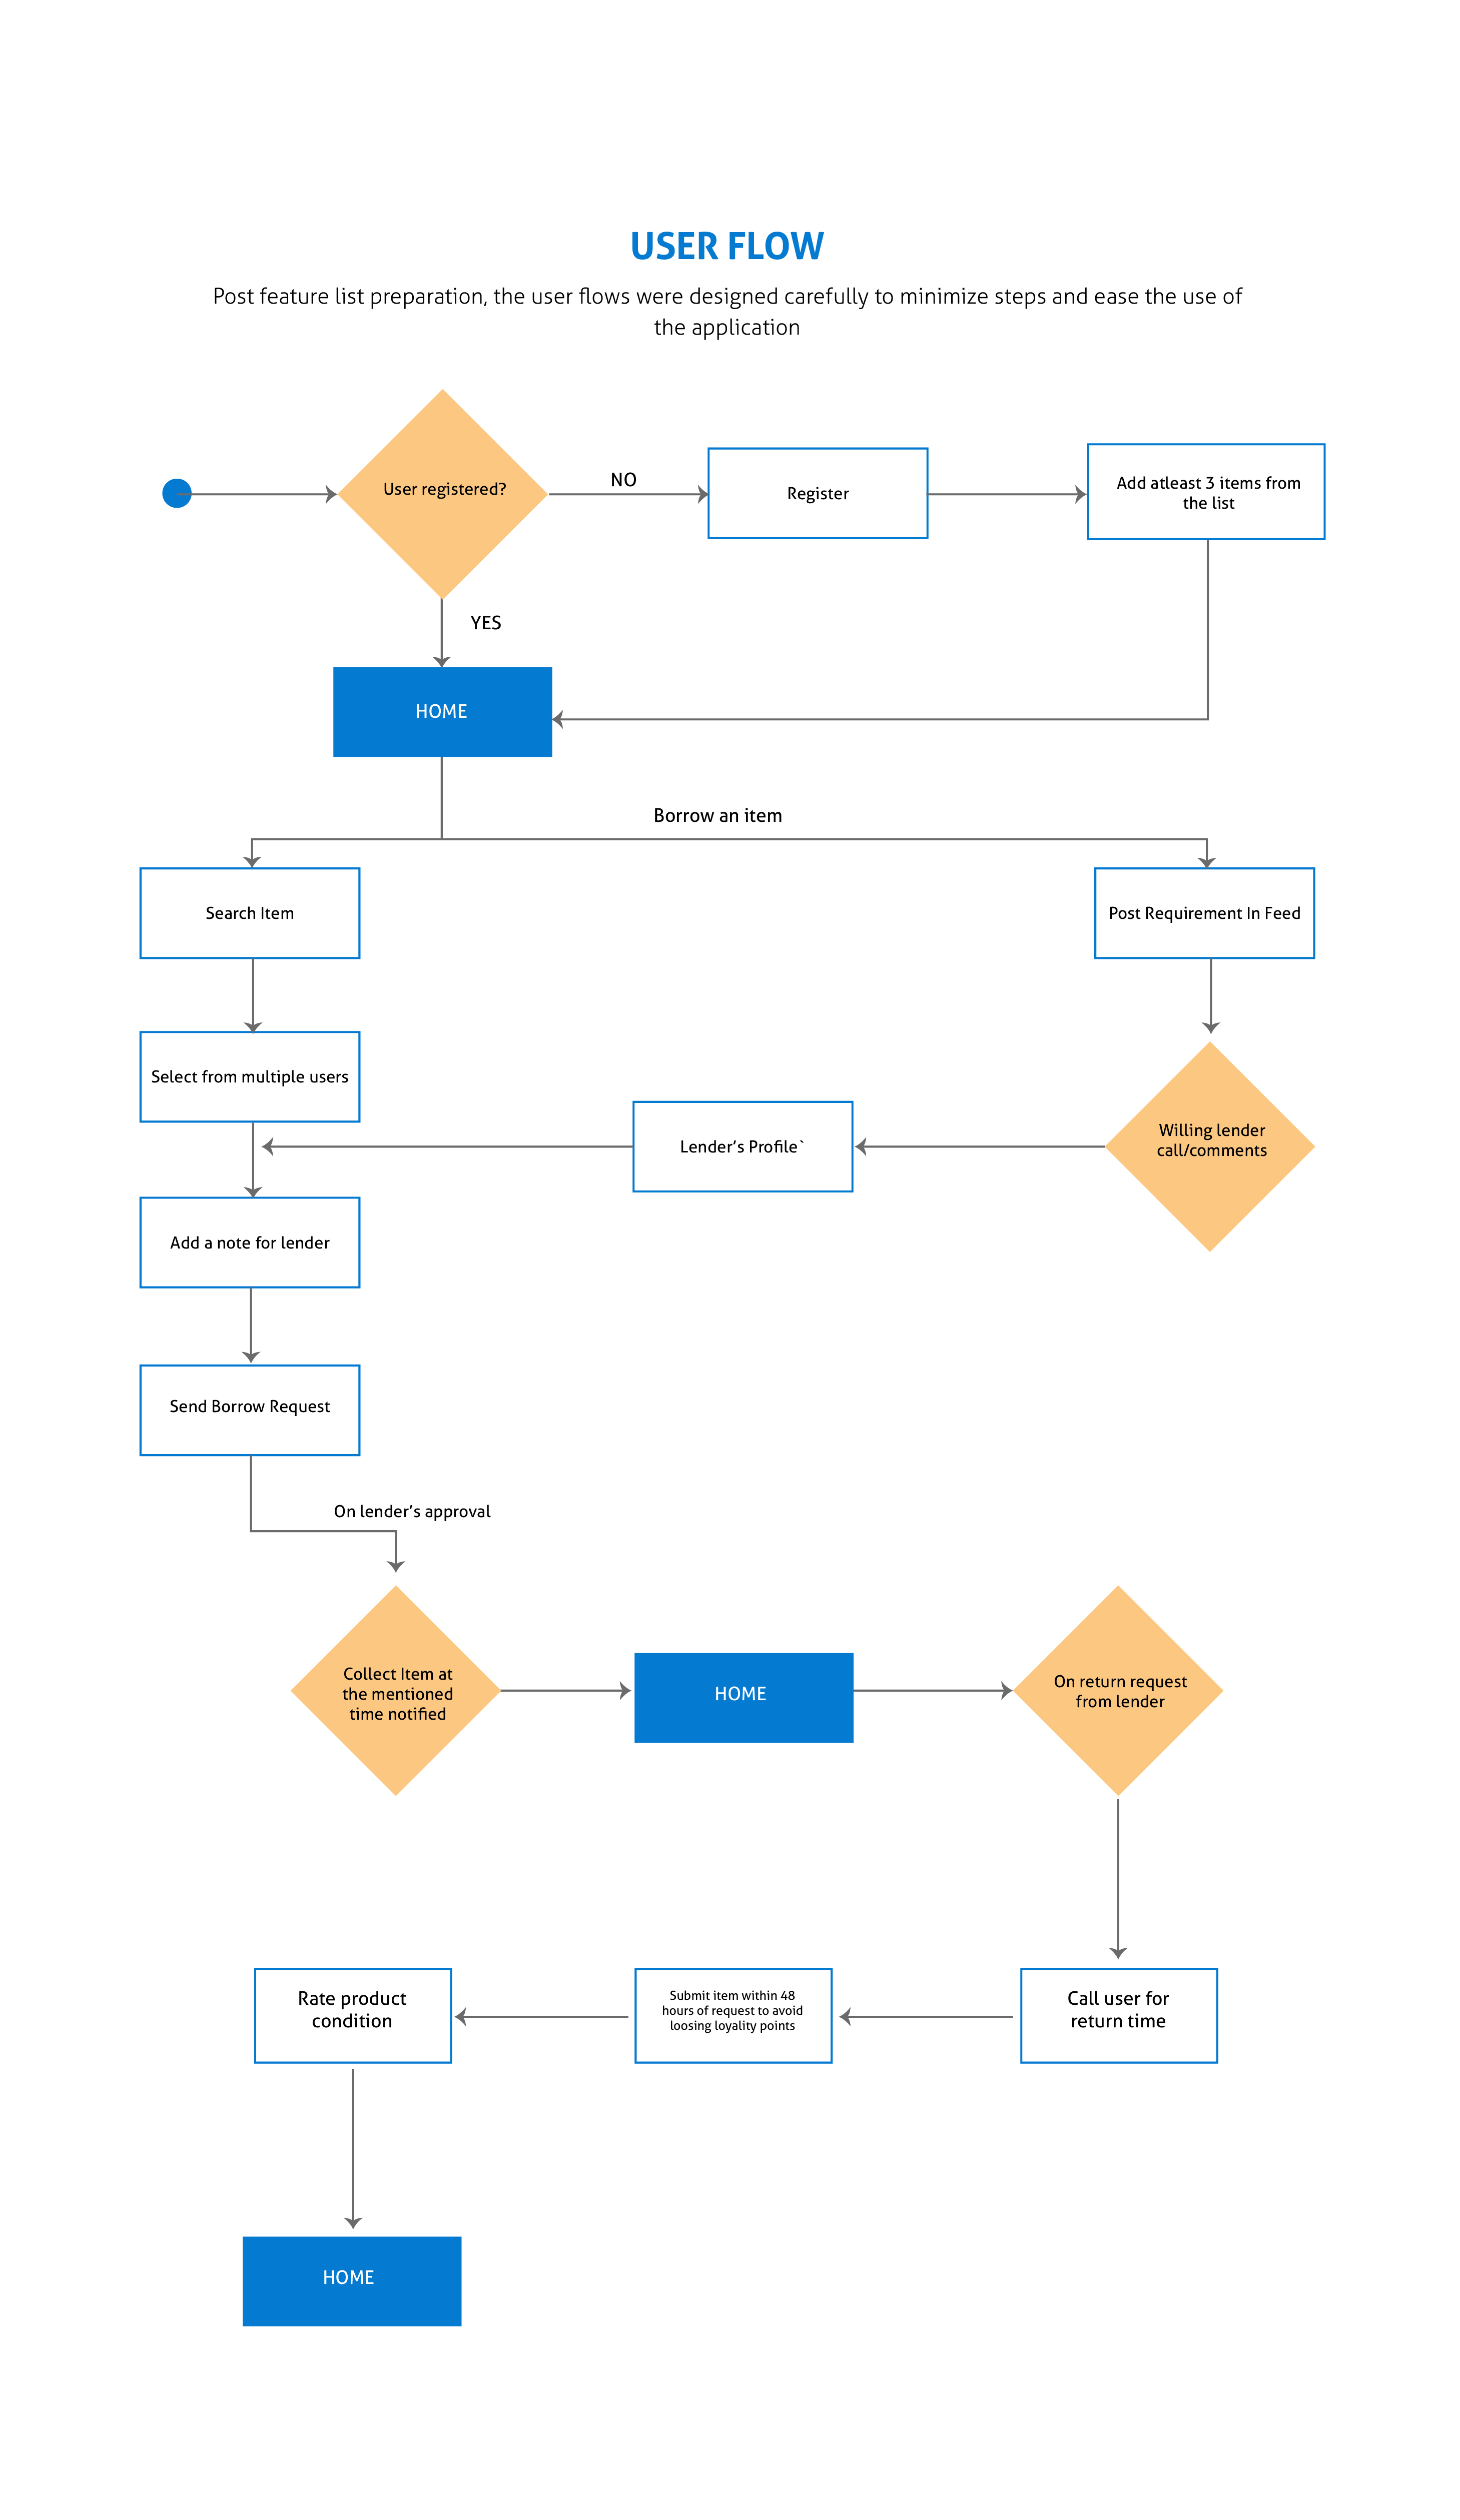 USER FLOW
Post feature list preparation, the user flows were designed carefully to minimize steps and ease the use of
the application
User registered?
NO
Register
Add atleast 3 items from
the list
YES
HOME
Borrow an item
Search Item
Post Requirement In Feed
Select from multiple users
Willing lender
call/comments
Lender’s Profile`
Add a note for lender
Send Borrow Request
On lender’s approval
Collect Item at
the mentioned
time notified
HOME
On return request
from lender
Rate product
condition
Submit item within 48
hours of request to avoid
loosing loyality points
Call user for
return time
HOME